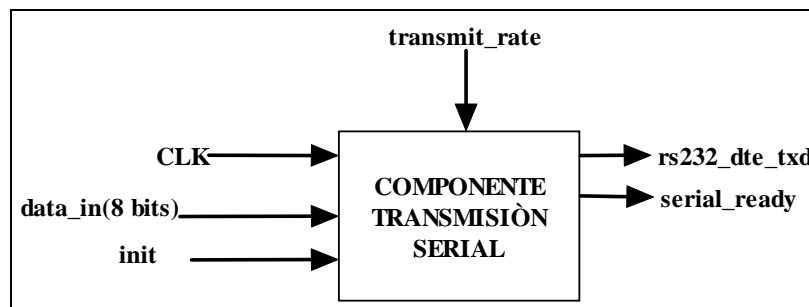 transmit_rate
CLK
rs232_dte_txd
COMPONENTE
data_in(8 bits)
TRANSMISIÒN
serial_ready
init
SERIAL